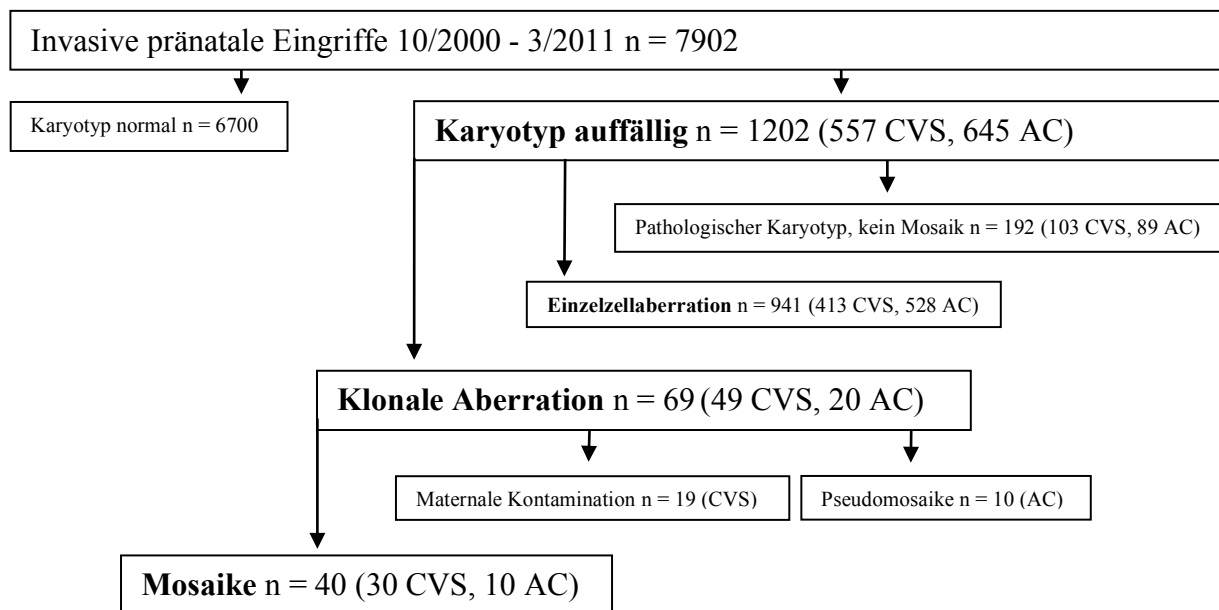 Invasive pränatale Eingriffe 10/2000 - 3/2011 n = 7902
Karyotyp normal n = 6700
Karyotyp auffällig n = 1202 (557 CVS, 645 AC)
Pathologischer Karyotyp, kein Mosaik n = 192 (103 CVS, 89 AC)
Einzelzellaberration n = 941 (413 CVS, 528 AC)
Klonale Aberration n = 69 (49 CVS, 20 AC)
Maternale Kontamination n = 19 (CVS)
Pseudomosaike n = 10 (AC)
Mosaike n = 40 (30 CVS, 10 AC)